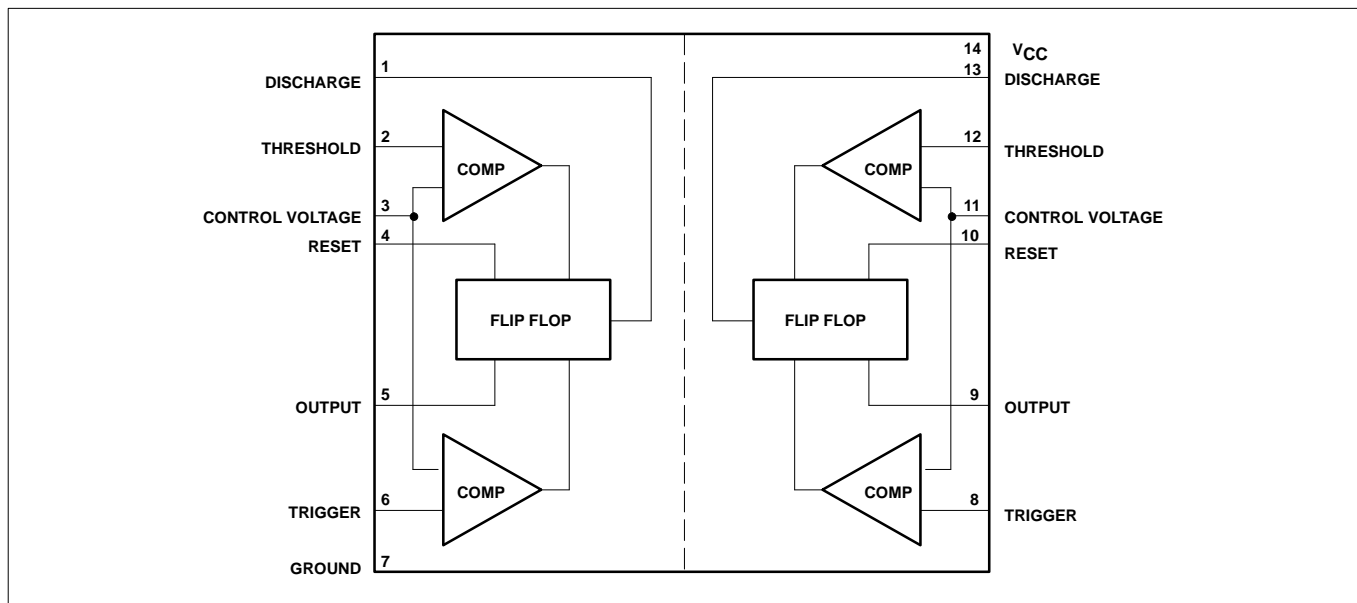 1
DISCHARGE
2
THRESHOLD
COMP
3
CONTROL VOLTAGE
4
RESET
FLIP FLOP
5
OUTPUT
COMP
6
TRIGGER
7
GROUND
14 VCC
13
DISCHARGE
12
THRESHOLD
COMP
11
CONTROL VOLTAGE
10
RESET
FLIP FLOP
9
OUTPUT
COMP
8
TRIGGER